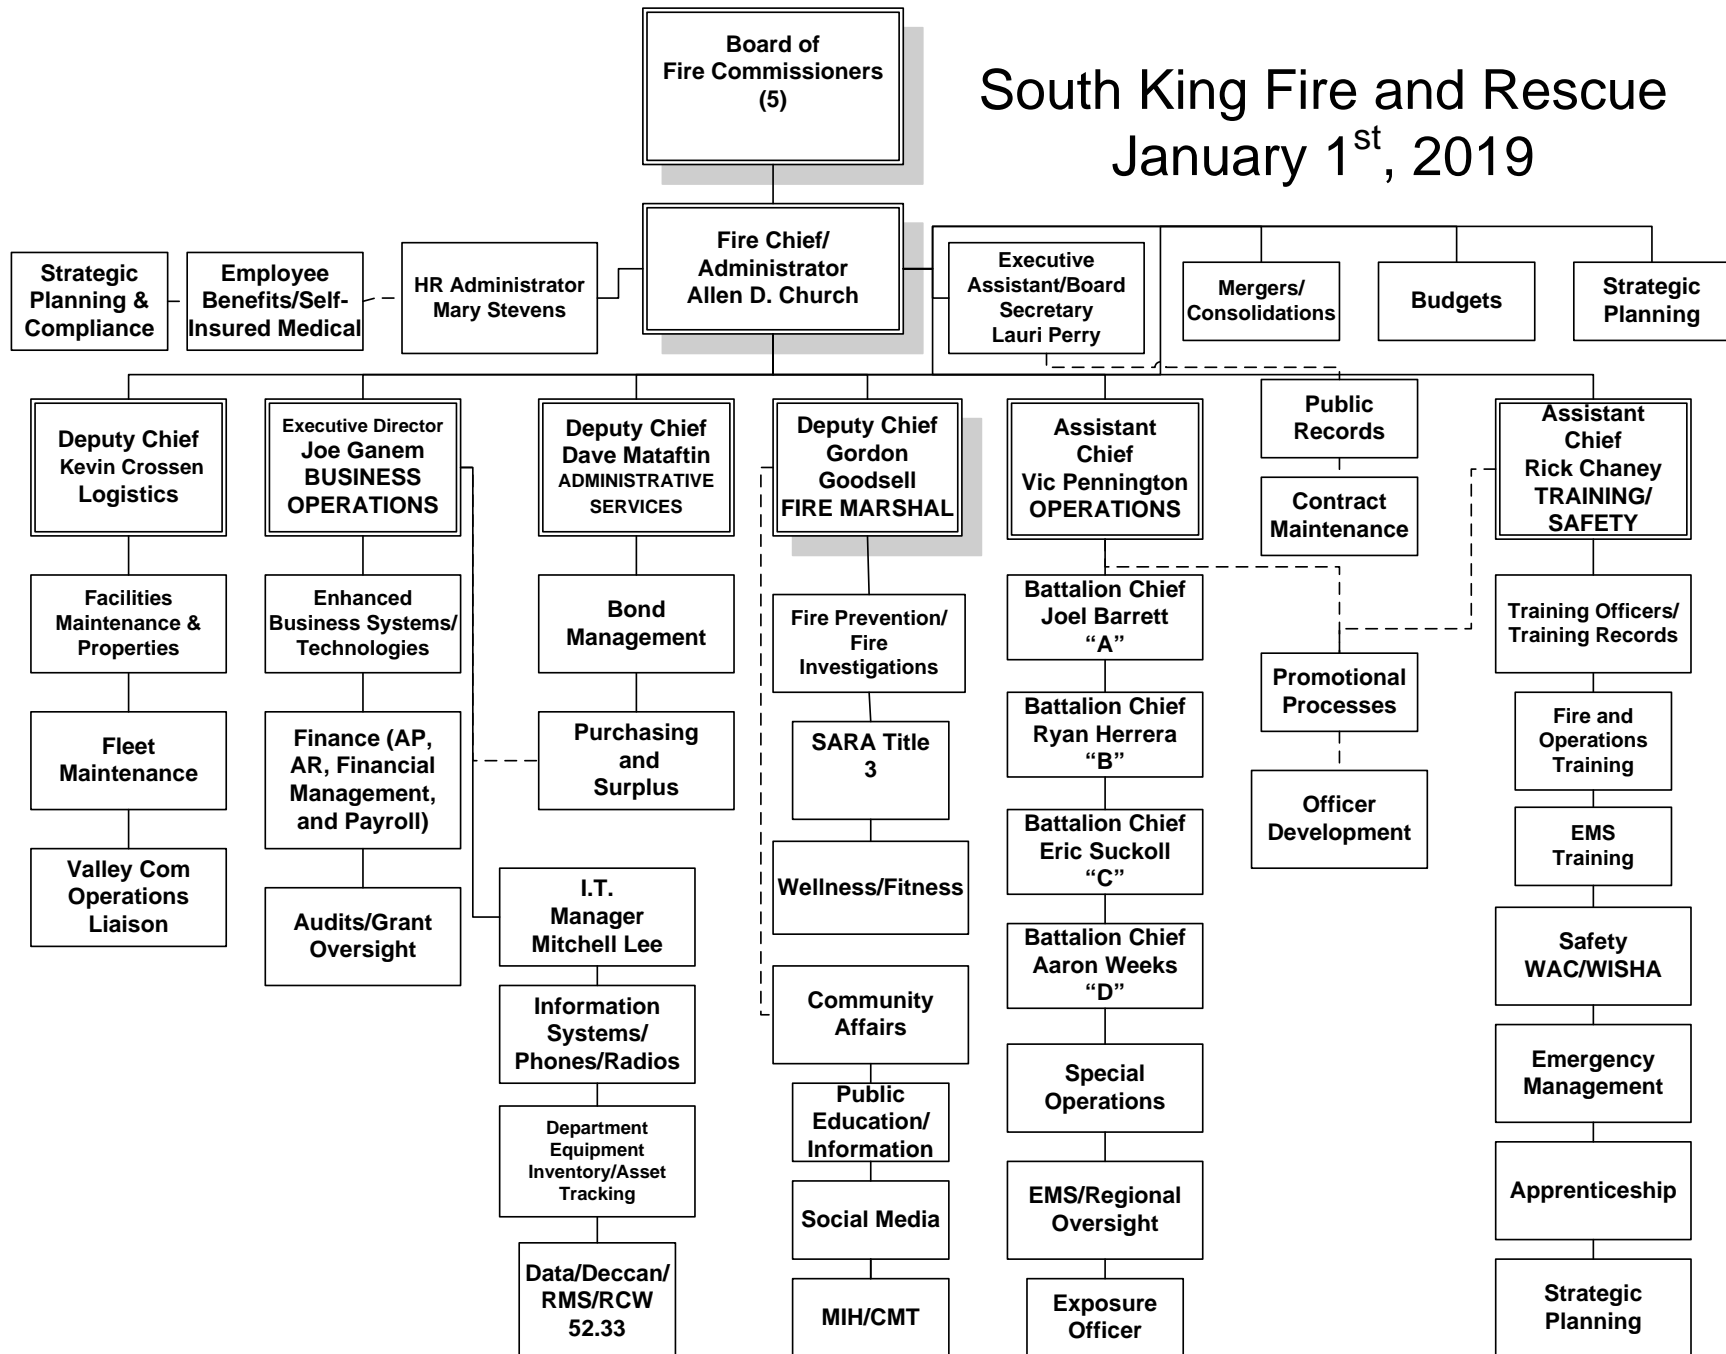 Board of
Fire Commissioners
(5)
South King Fire and Rescue
January 1st, 2019
Fire Chief/
Administrator
Allen D. Church
Strategic
Planning &
Compliance
Employee
Benefits/Self-
Insured Medical
HR Administrator
Mary Stevens
Executive
Assistant/Board
Secretary
Lauri Perry
Mergers/
Consolidations
Budgets
Strategic
Planning
Deputy Chief
Kevin Crossen
Logistics
Executive Director
Joe Ganem
BUSINESS
OPERATIONS
Deputy Chief
Dave Mataftin
ADMINISTRATIVE
SERVICES
Deputy Chief
Gordon
Goodsell
FIRE MARSHAL
Assistant
Chief
Vic Pennington
OPERATIONS
Public
Records
Contract
Maintenance
Assistant
Chief
Rick Chaney
TRAINING/
SAFETY
Facilities
Maintenance &
Properties
Fleet
Maintenance
Valley Com
Operations
Liaison
Enhanced
Business Systems/
Technologies
Finance (AP,
AR, Financial
Management,
and Payroll)
Audits/Grant
Oversight
Bond
Management
Purchasing
and
Surplus
I.T.
Manager
Mitchell Lee
Information
Systems/
Phones/Radios
Department
Equipment
Inventory/Asset
Tracking
Data/Deccan/
RMS/RCW
52.33
Fire Prevention/
Fire
Investigations
SARA Title
3
Wellness/Fitness
Community
Affairs
Public
Education/
Information
Social Media
MIH/CMT
Battalion Chief
Joel Barrett
“A”
Battalion Chief
Ryan Herrera
“B”
Battalion Chief
Eric Suckoll
“C”
Battalion Chief
Aaron Weeks
“D”
Special
Operations
EMS/Regional
Oversight
Exposure
Officer
Promotional
Processes
Officer
Development
Training Officers/
Training Records
Fire and
Operations
Training
EMS
Training
Safety
WAC/WISHA
Emergency
Management
Apprenticeship
Strategic
Planning